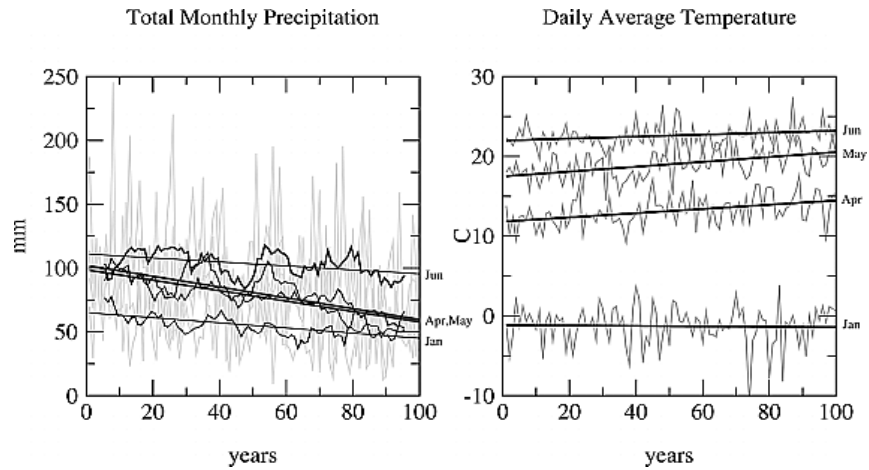 Total Monthly Precipitation
250
200
150
100
50
0
mm
0 20 40 60 80 100
years
Jun
Apr,May
Jan
Daily Average Temperature
30
20
10
0
-10
C
0 20 40 60 80 100
years
Jun
May
Apr
Jan